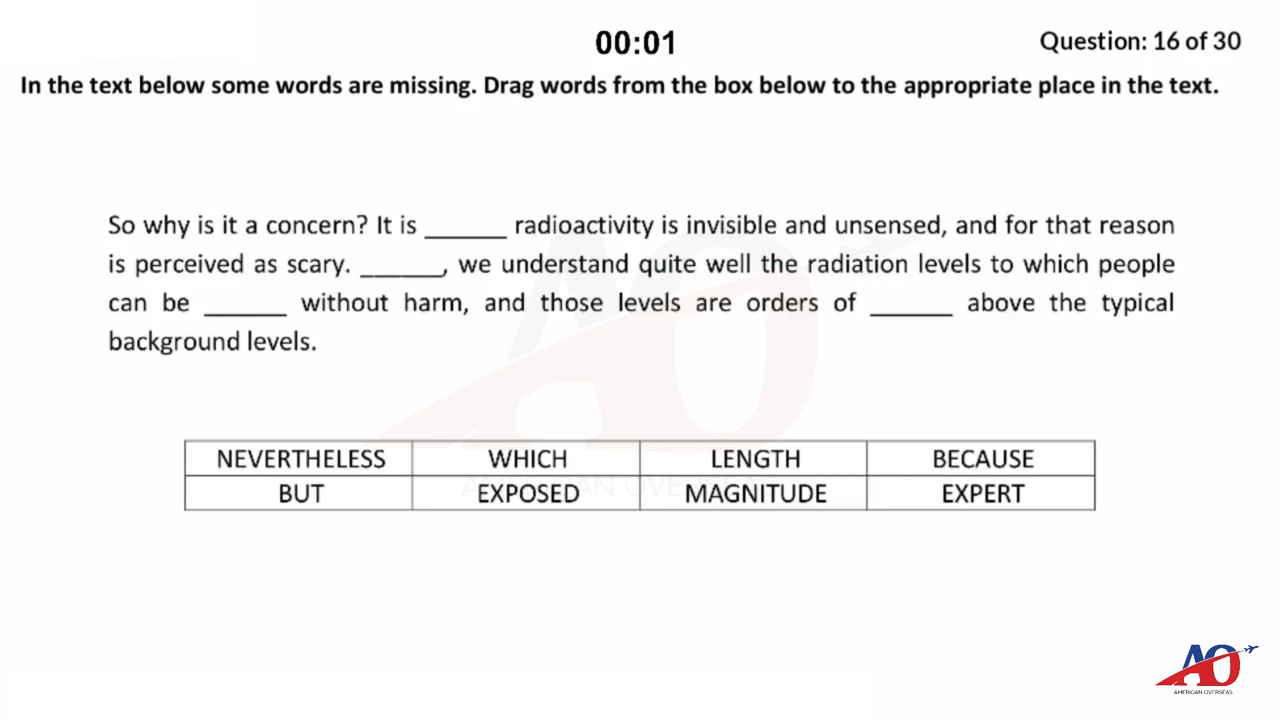 00:01
Question: 16 of 30
In the text below some words are missing. Drag words from the box below to the appropriate place in the text.
So why is it a concern? It is ______ radioactivity is invisible and unsensed, and for that reason
is perceived as scary. ______, we understand quite well the radiation levels to which people
can be ______ without harm, and those levels are orders of ______ above the typical
background levels.
NEVERTHELESS WHICH LENGTH BECAUSE
BUT EXPOSED MAGNITUDE EXPERT
AO
AMERICAN OVERSEAS
AO
AMERICAN OVERSEAS